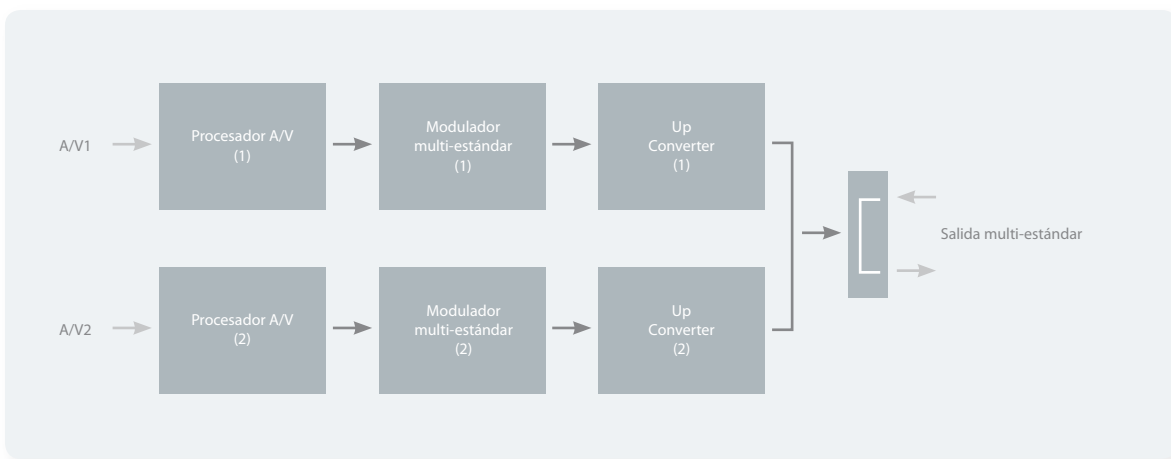 A/V1
Procesador A/V
(1)
Modulador
multi-estándar
(1)
Up
Converter
(1)
Salida multi-estándar
A/V2
Procesador A/V
(2)
Modulador
multi-estándar
(2)
Up
Converter
(2)